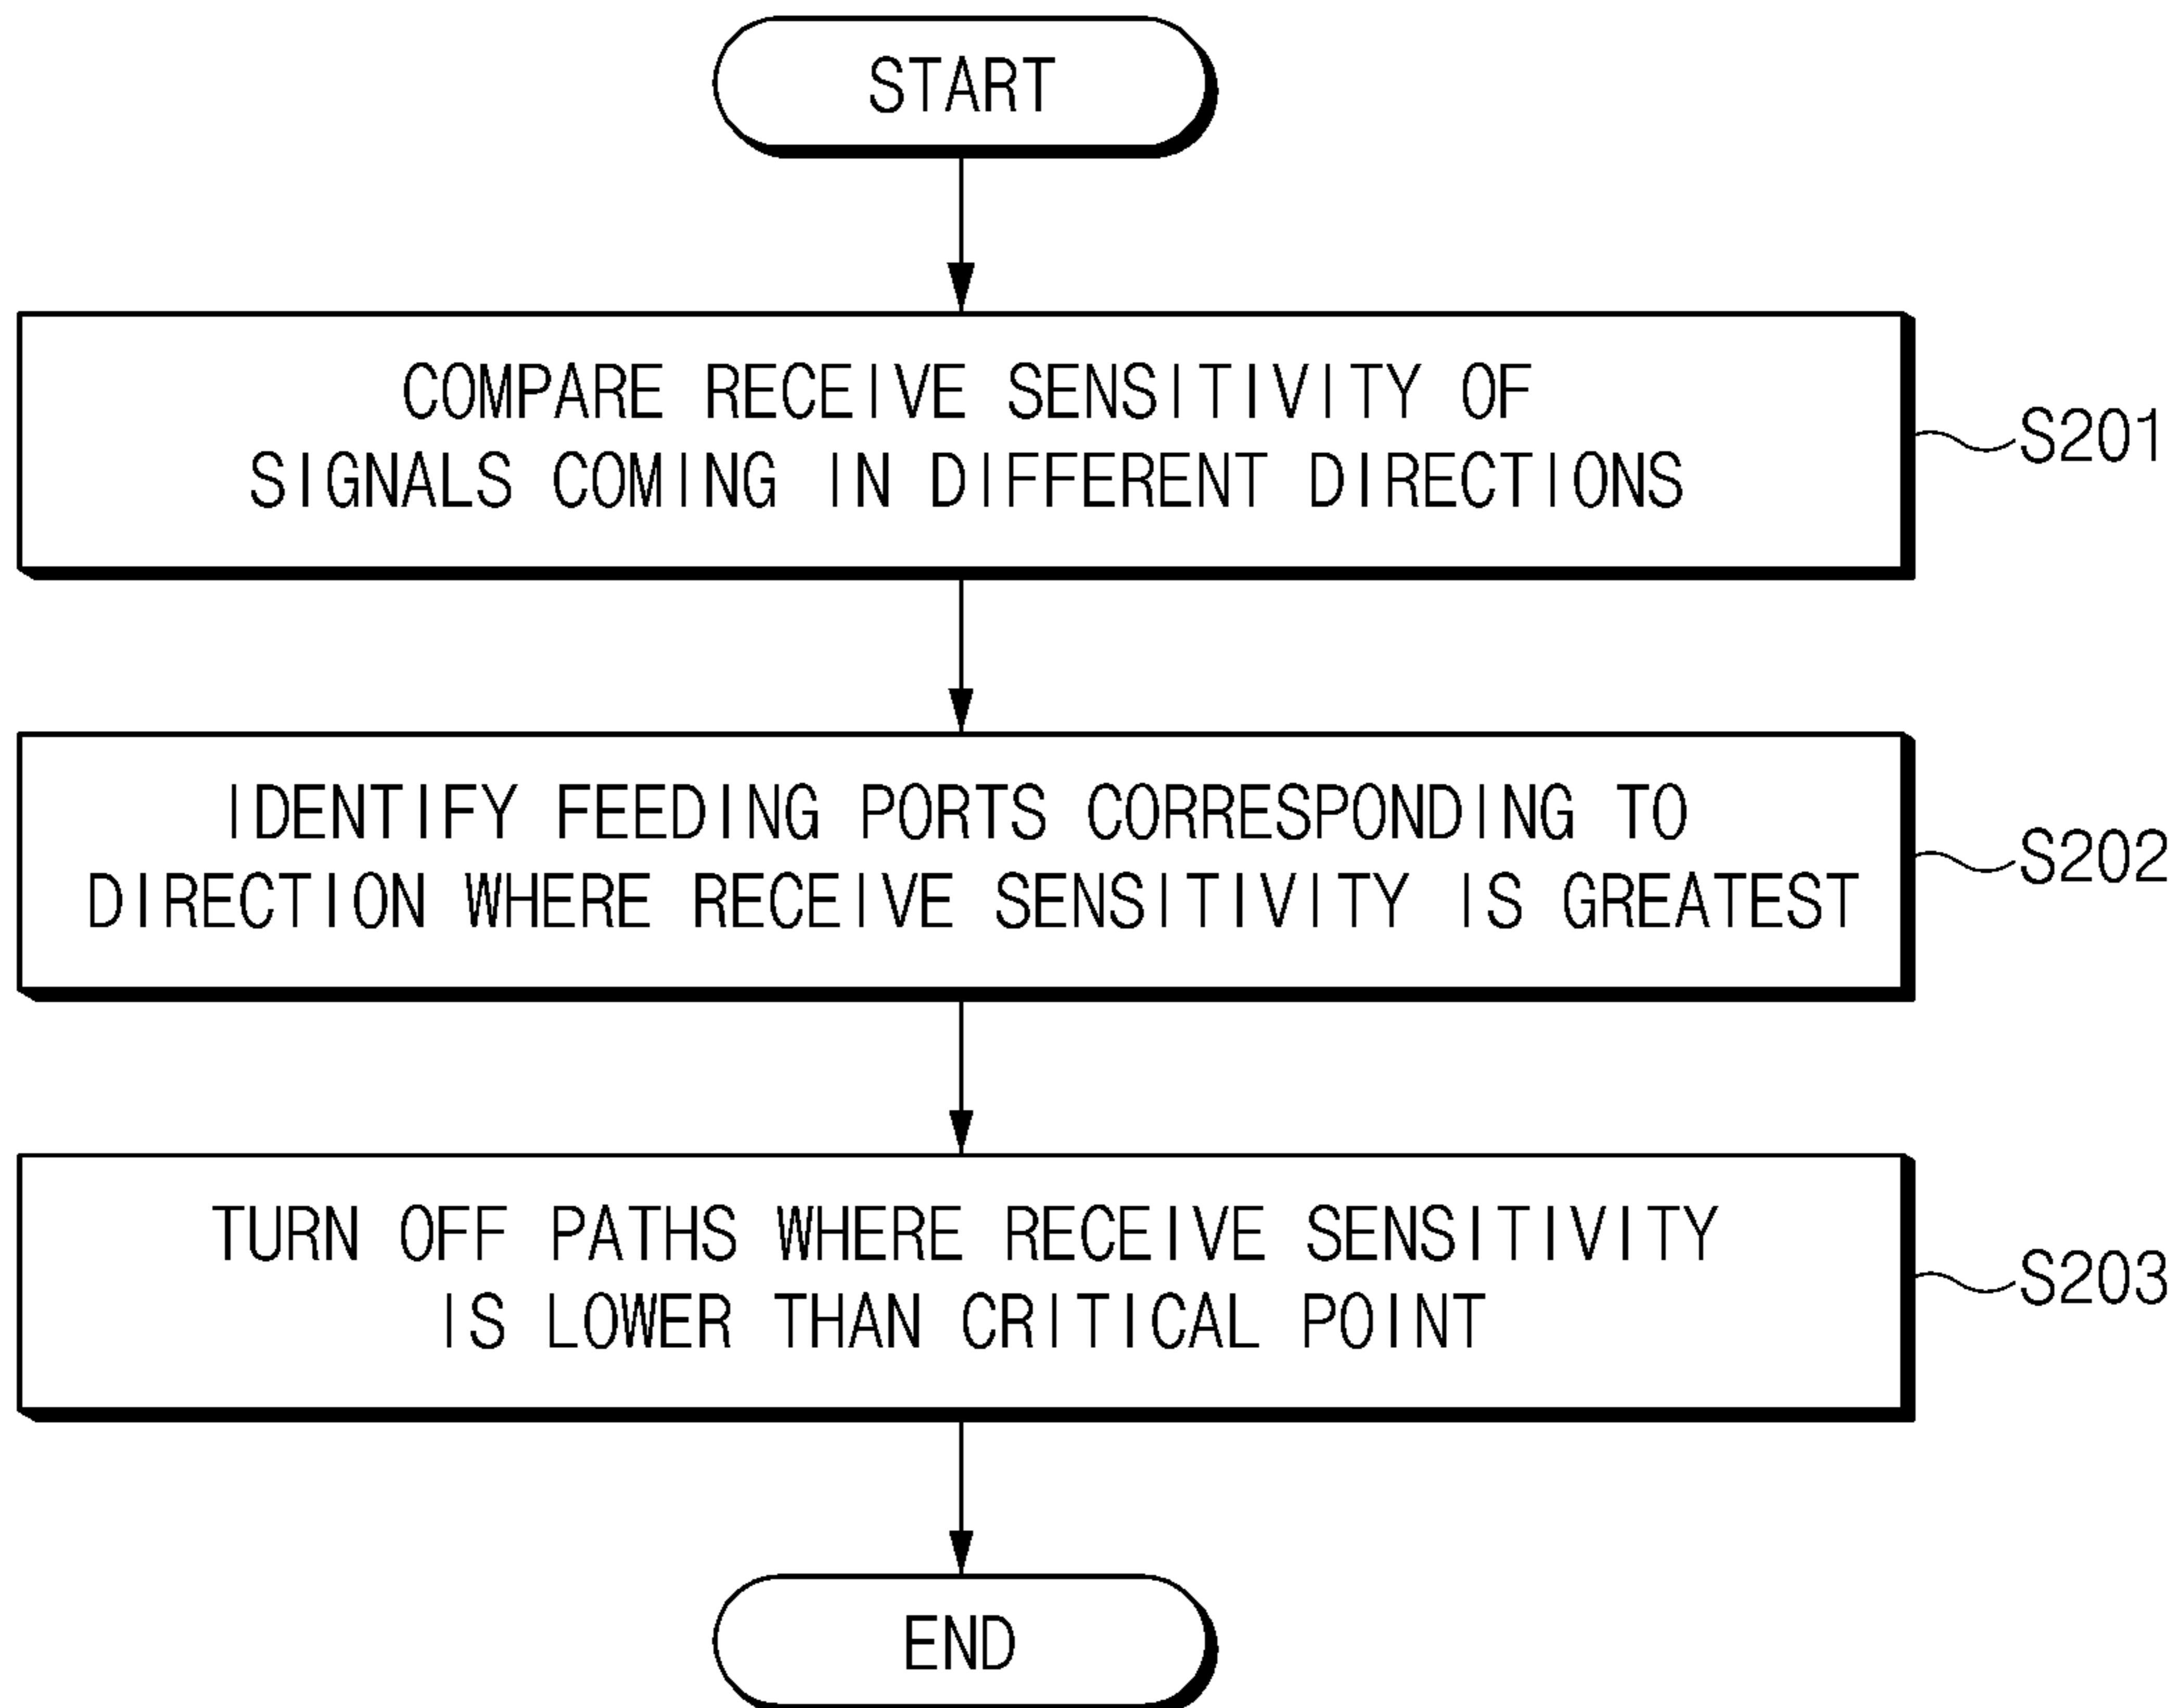 START
COMPARE RECEIVE SENSITIVITY OF
SIGNALS COMING IN DIFFERENT DIRECTIONS
S201
IDENTIFY FEEDING PORTS CORRESPONDING TO
DIRECTION WHERE RECEIVE SENSITIVITY IS GREATEST
S202
TURN OFF PATHS WHERE RECEIVE SENSITIVITY
IS LOWER THAN CRITICAL POINT
S203
END